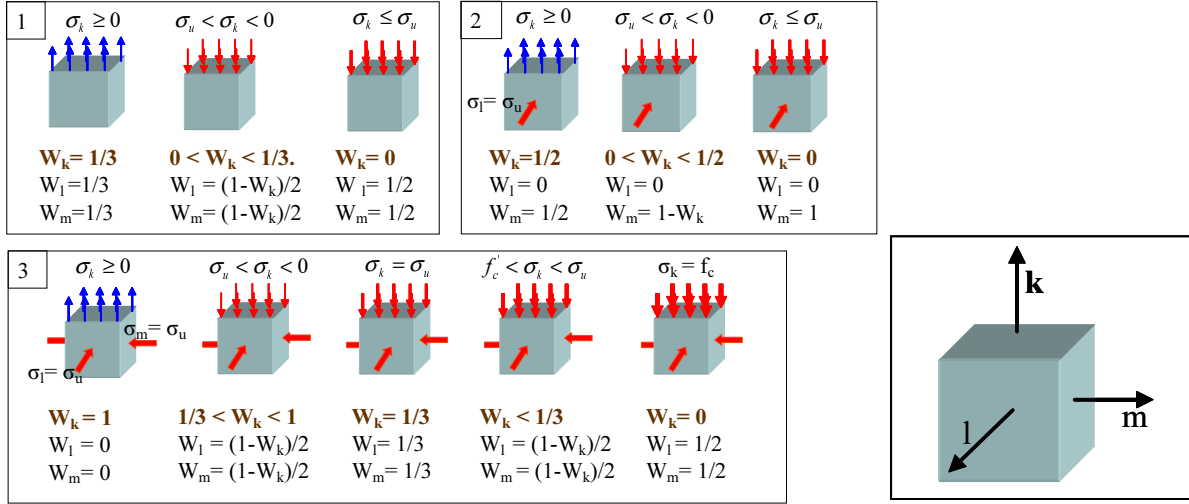 1
σk ≥ 0
σu < σk < 0
σk ≤ σu
Wk= 1/3
0 < Wk < 1/3.
Wk= 0
Wl =1/3
Wl = (1-Wk)/2
W l= 1/2
Wm=1/3
Wm= (1-Wk)/2
Wm= 1/2
2
σk ≥ 0
σu < σk < 0
σk ≤ σu
σl= σu
Wk=1/2
0 < Wk < 1/2
Wk= 0
Wl = 0
Wl = 0
Wl = 0
Wm= 1/2
Wm= 1-Wk
Wm= 1
3
σk ≥ 0
σu < σk < 0
σk = σu
fc' < σk < σu
σk = fc
σm= σu
σl= σu
Wk= 1
1/3 < Wk < 1
Wk= 1/3
Wk < 1/3
Wk= 0
Wl = 0
Wl = (1-Wk)/2
Wl= 1/3
Wl = (1-Wk)/2
Wl = 1/2
Wm= 0
Wm= (1-Wk)/2
Wm= 1/3
Wm = (1-Wk)/2
Wm= 1/2
k
l
m